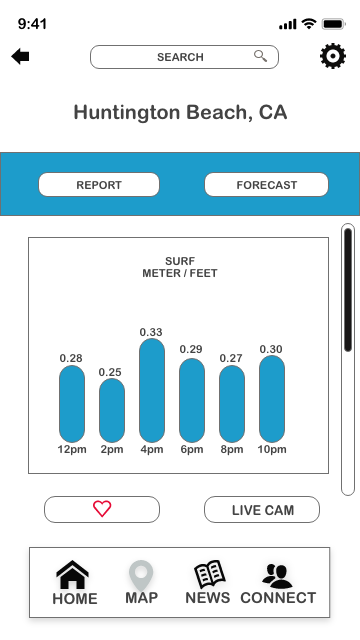 9:41
SEARCH
Huntington Beach, CA
REPORT FORECAST
SURF
METER / FEET
0.28 0.25 0.33 0.29 0.27 0.30
12pm 2pm 4pm 6pm 8pm 10pm
LIVE CAM
HOME MAP NEWS CONNECT